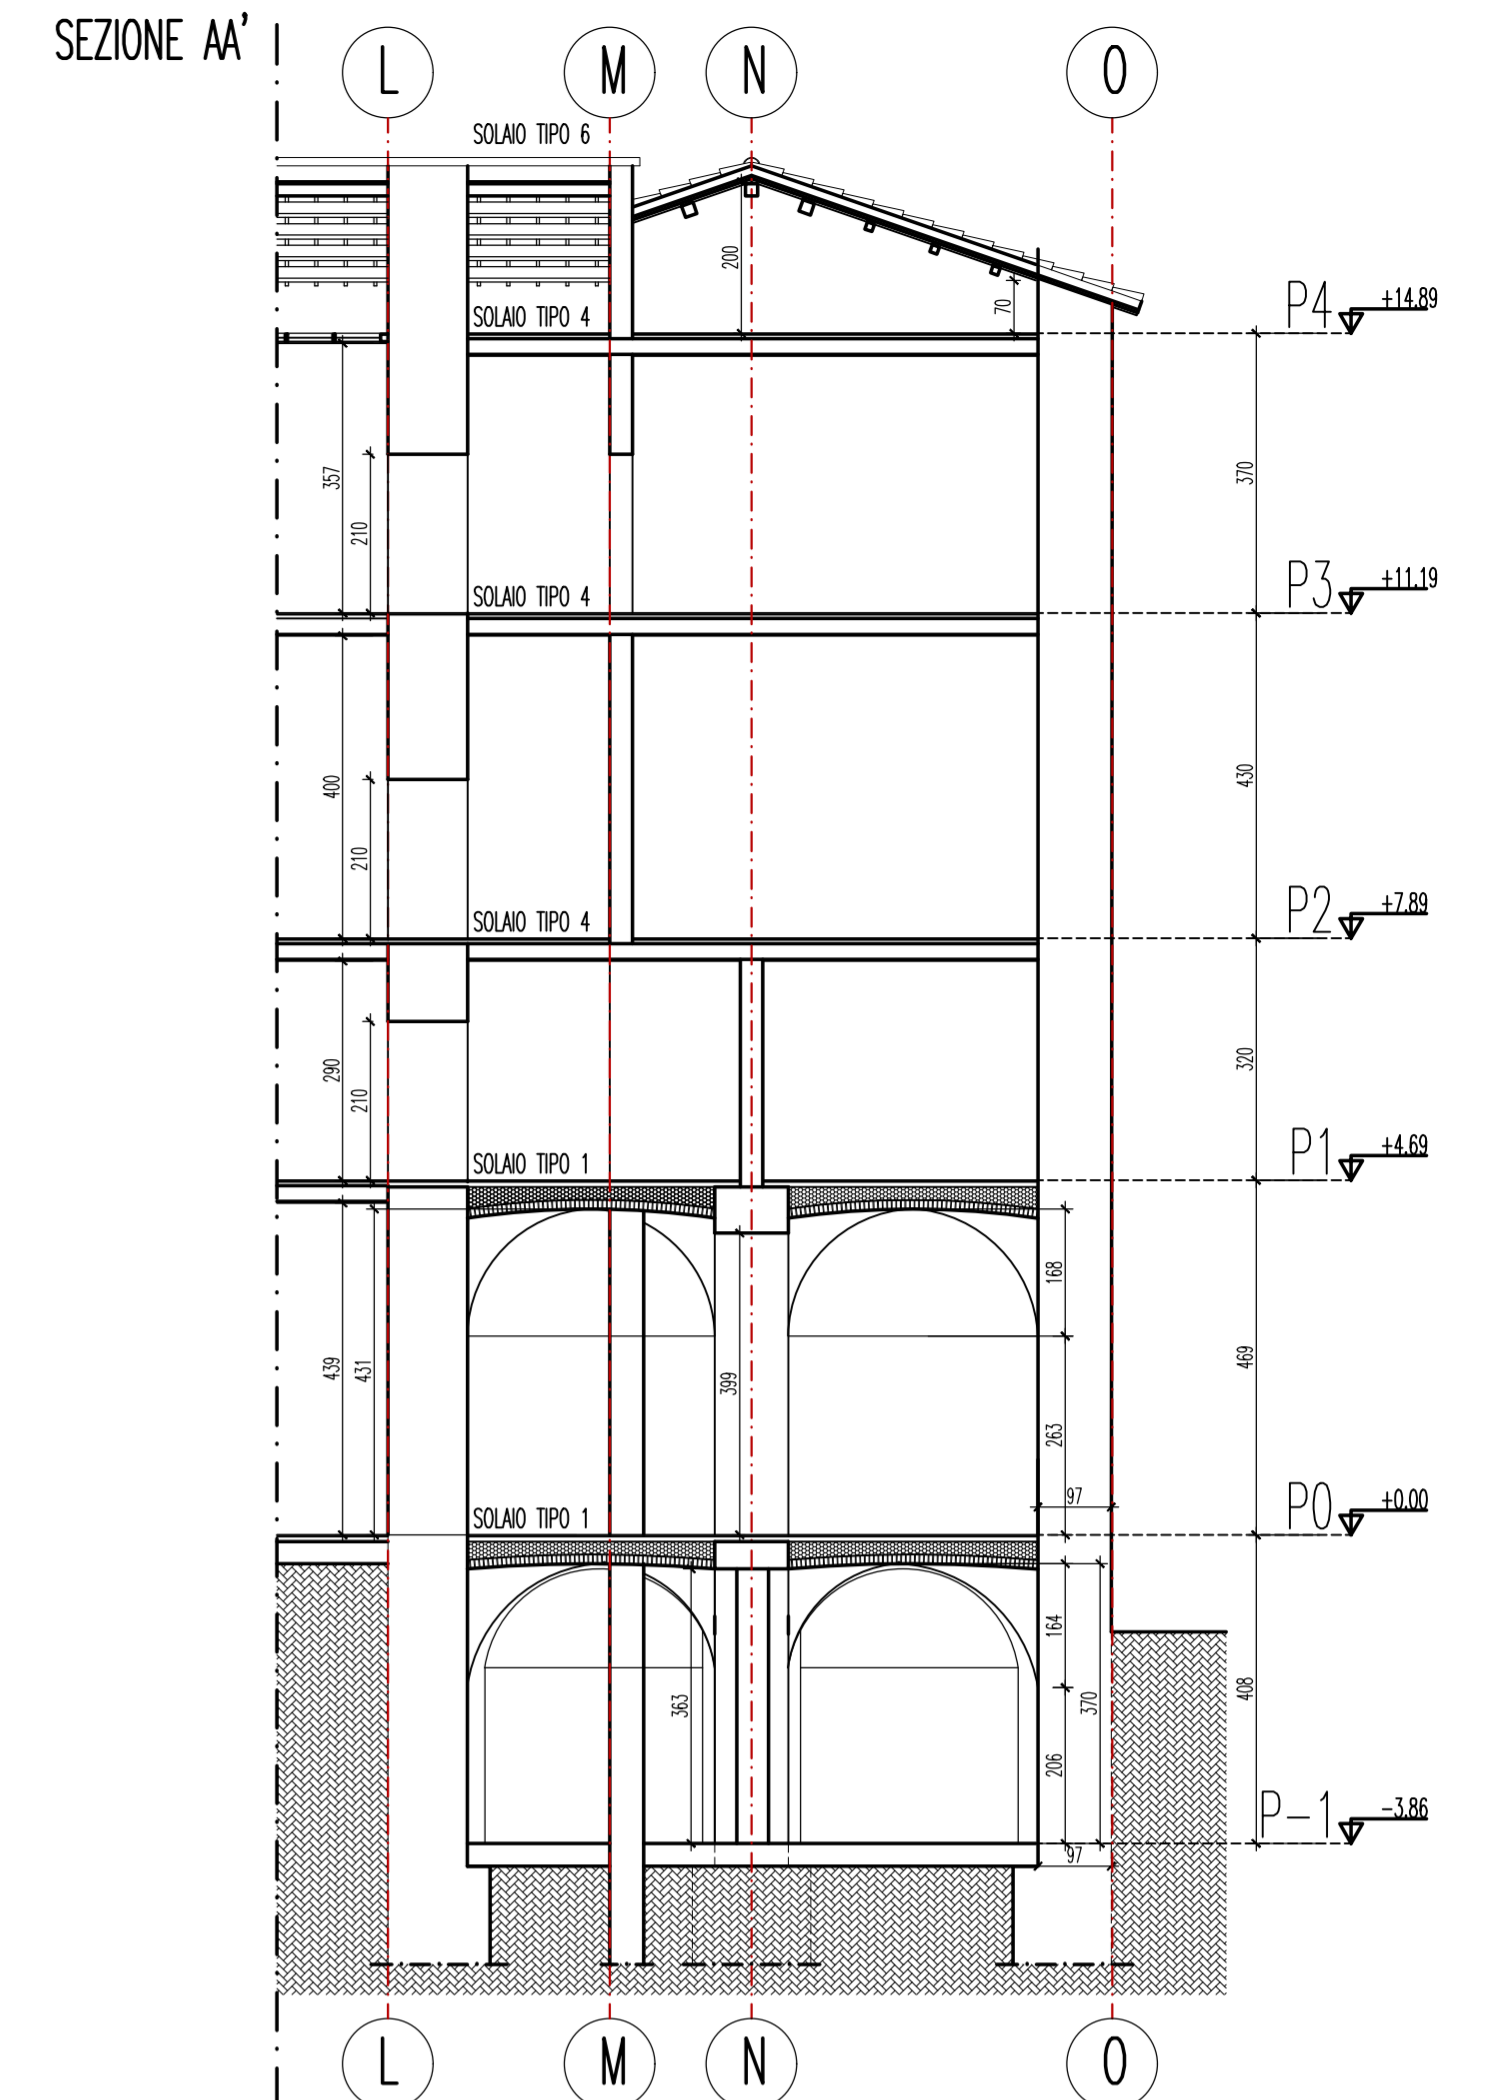 SEZIONE AA'
L M N O
SOLAIO TIPO 6
200
70
SOLAIO TIPO 4
P4 +14.89
357
210
370
SOLAIO TIPO 4
P3 +11.19
400
210
430
SOLAIO TIPO 4
P2 +7.89
290
210
320
SOLAIO TIPO 1
P1 +4.69
168
439
431
399
469
263
97
SOLAIO TIPO 1
P0 +0.00
164
363
370
408
206
P-1 -3.86
97
L M N O